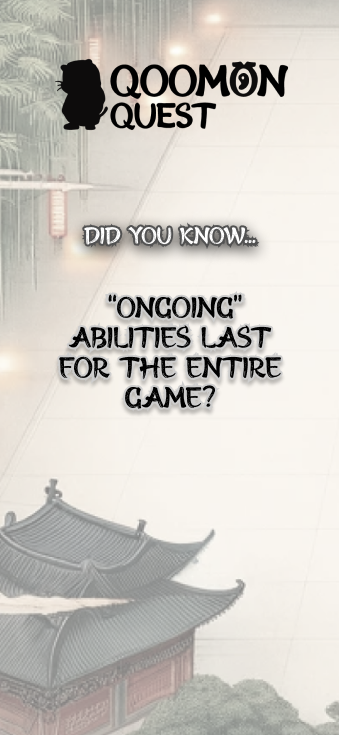 QOOMON
QUEST
DID YOU KNOW...
"ONGOING"
ABILITIES LAST
FOR THE ENTIRE
GAME?